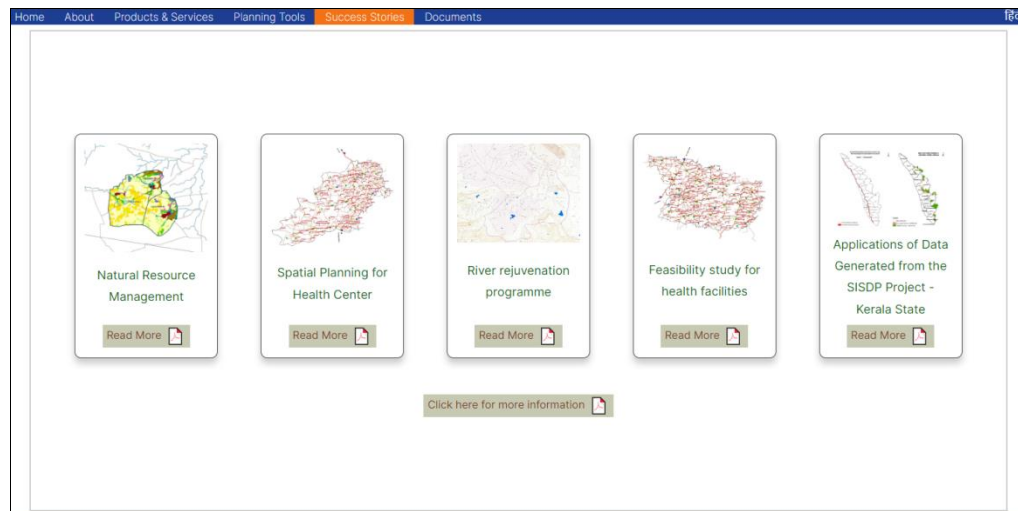 Home About Products & Services Planning Tools Success Stories Documents
Natural Resource
Management
Read More
Spatial Planning for
Health Center
Read More
River rejuvenation
programme
Read More
Feasibility study for
health facilities
Read More
Applications of Data
Generated from the
SISDP Project -
Kerala State
Read More
Click here for more information